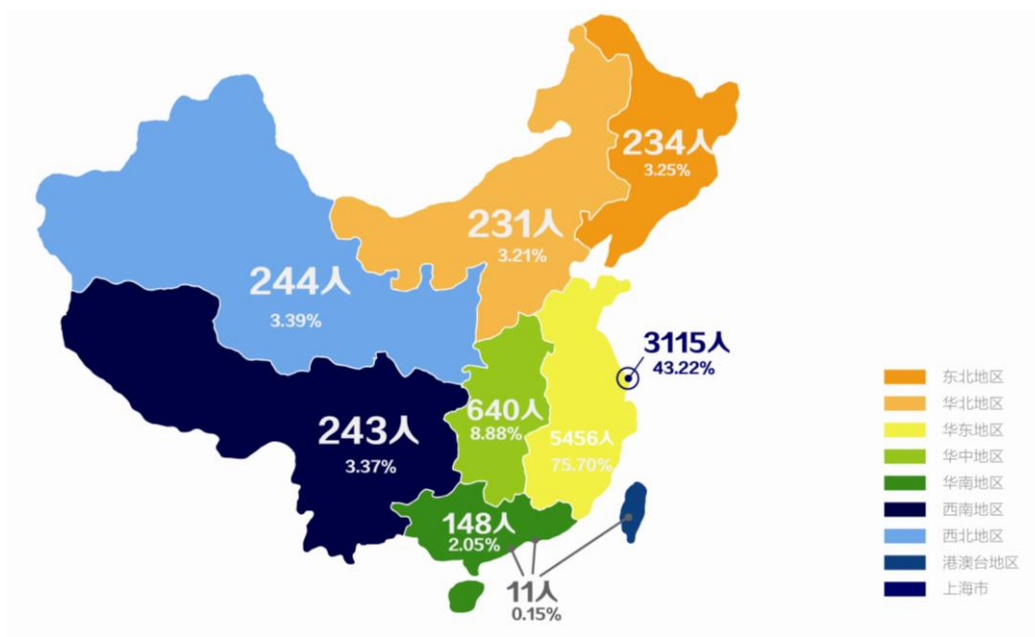 234人
3.25%
231人
3.21%
244人
3.39%
3115人
43.22%
640人
8.88%
243人
3.37%
5456人
75.70%
148人
2.05%
11人
0.15%
东北地区
华北地区
华东地区
华中地区
华南地区
西南地区
西北地区
港澳台地区
上海市